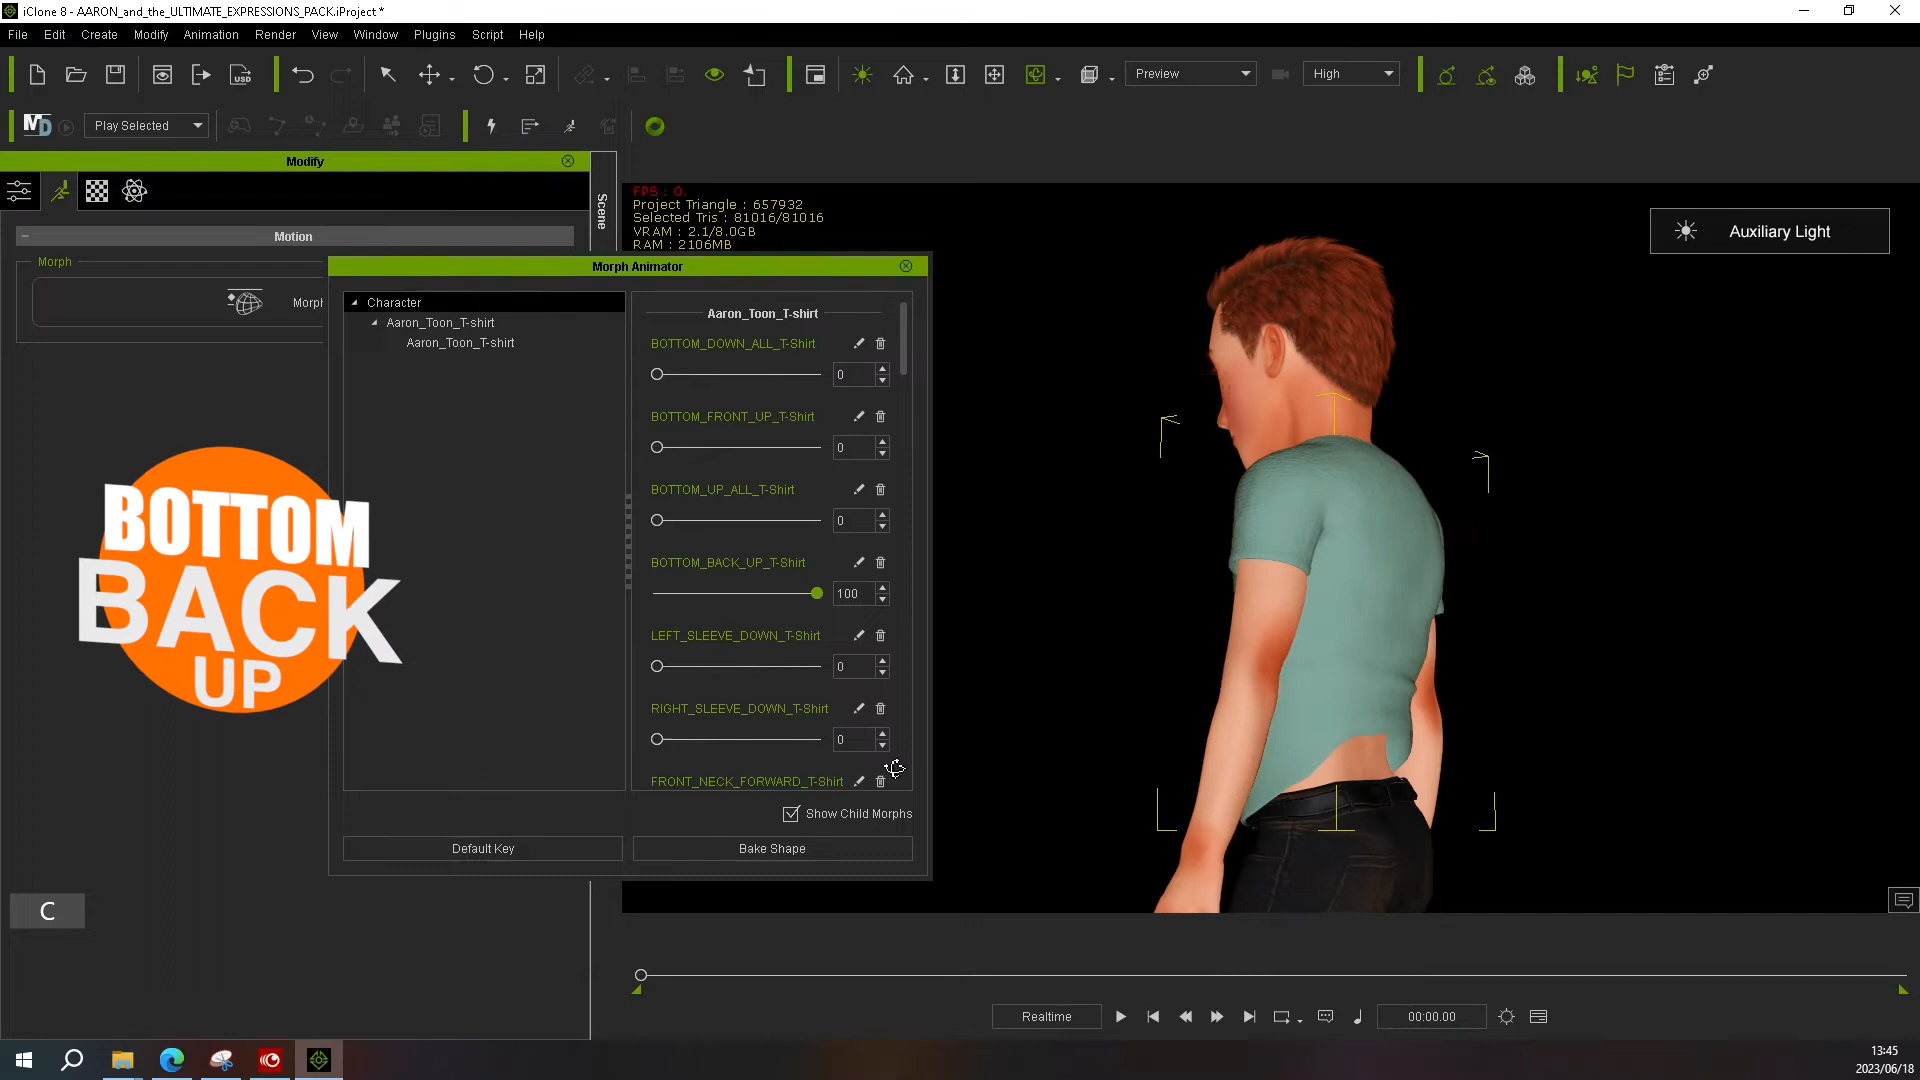 iClone 8 - AARON_and_the_ULTIMATE_EXPRESSIONS_PACK.iProject *
File Edit Create Modify Animation Render View Window Plugins Script Help
Preview
High
MD
Play Selected
Modify
Scene
Motion
Morph
Morph
FPS : 0.
Project Triangle : 657932
Selected Tris : 81016/81016
VRAM : 2.1/8.0GB
RAM : 2106MB
Auxiliary Light
Morph Animator
Character
Aaron_Toon_T-shirt
Aaron_Toon_T-shirt
Aaron_Toon_T-shirt
BOTTOM_DOWN_ALL_T-Shirt
0
BOTTOM_FRONT_UP_T-Shirt
0
BOTTOM_UP_ALL_T-Shirt
0
BOTTOM_BACK_UP_T-Shirt
100
LEFT_SLEEVE_DOWN_T-Shirt
0
RIGHT_SLEEVE_DOWN_T-Shirt
0
FRONT_NECK_FORWARD_T-Shirt
Show Child Morphs
Default Key
Bake Shape
BOTTOM
BACK
UP
C
Realtime
00:00.00
13:45
2023/06/18